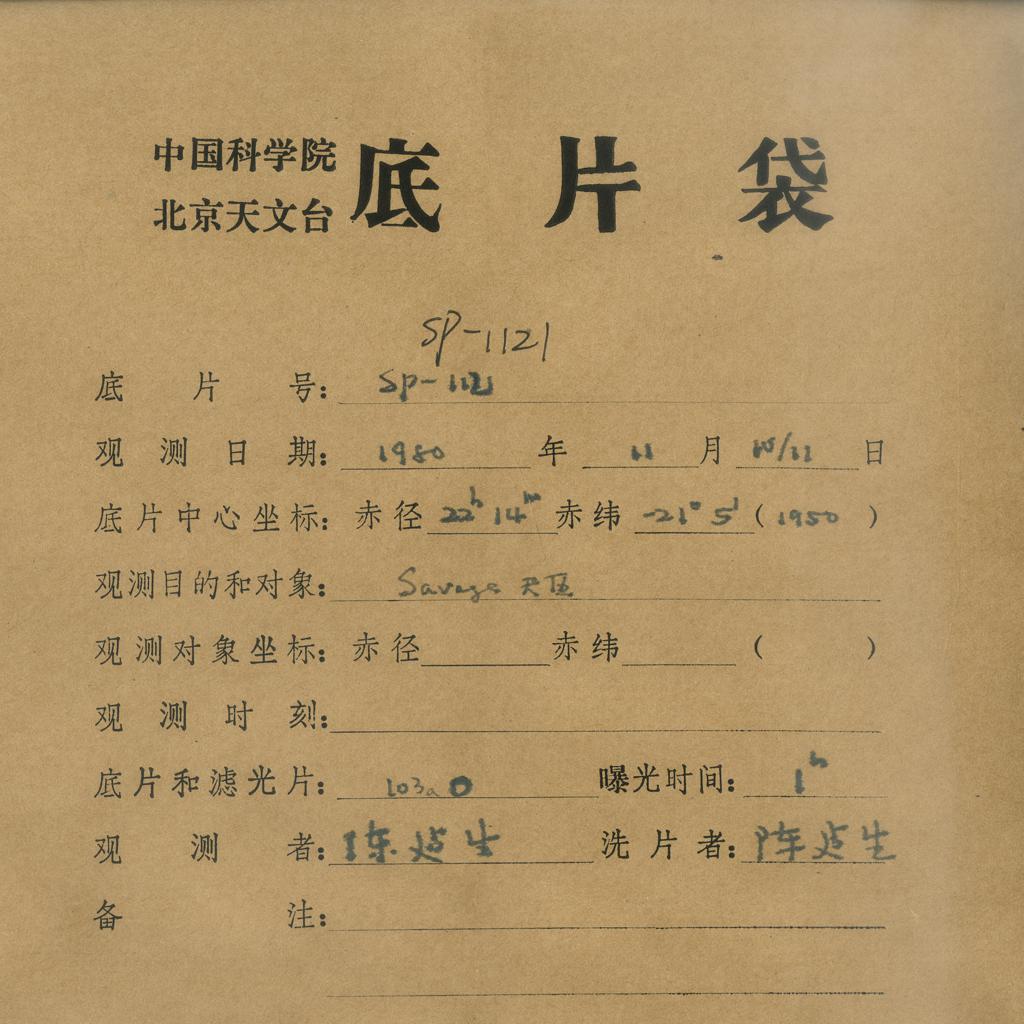 中国科学院
北京天文台 底片袋
SP-1121
底片号: SP-1121
观测日期: 1980 年 11 月 10/11 日
底片中心坐标: 赤径 22h 14m 赤纬 -21° 5' (1950)
观测目的和对象: Savage 天区
观测对象坐标: 赤径 赤纬 ( )
观测时刻:
底片和滤光片: 103a O 曝光时间: 1h
观测者: 陈 生 洗片者: 陈 生
备注: